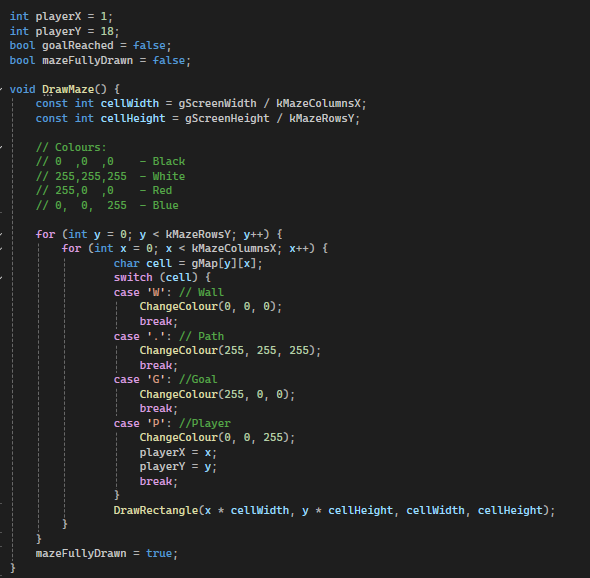 int playerX = 1;
int playerY = 18;
bool goalReached = false;
bool mazeFullyDrawn = false;

void DrawMaze() {
    const int cellWidth = gScreenWidth / kMazeColumnsX;
    const int cellHeight = gScreenHeight / kMazeRowsY;

    // Colours:
    // 0  ,0  ,0    - Black
    // 255,255,255  - White
    // 255,0  ,0    - Red
    // 0,  0,  255  - Blue

    for (int y = 0; y < kMazeRowsY; y++) {
        for (int x = 0; x < kMazeColumnsX; x++) {
                char cell = gMap[y][x];
                switch (cell) {
                case 'W': // Wall
                    ChangeColour(0, 0, 0);
                    break;
                case '.': // Path
                    ChangeColour(255, 255, 255);
                    break;
                case 'G': //Goal
                    ChangeColour(255, 0, 0);
                    break;
                case 'P': //Player
                    ChangeColour(0, 0, 255);
                    playerX = x;
                    playerY = y;
                    break;
                }
                DrawRectangle(x * cellWidth, y * cellHeight, cellWidth, cellHeight);
        }
    }
    mazeFullyDrawn = true;
}